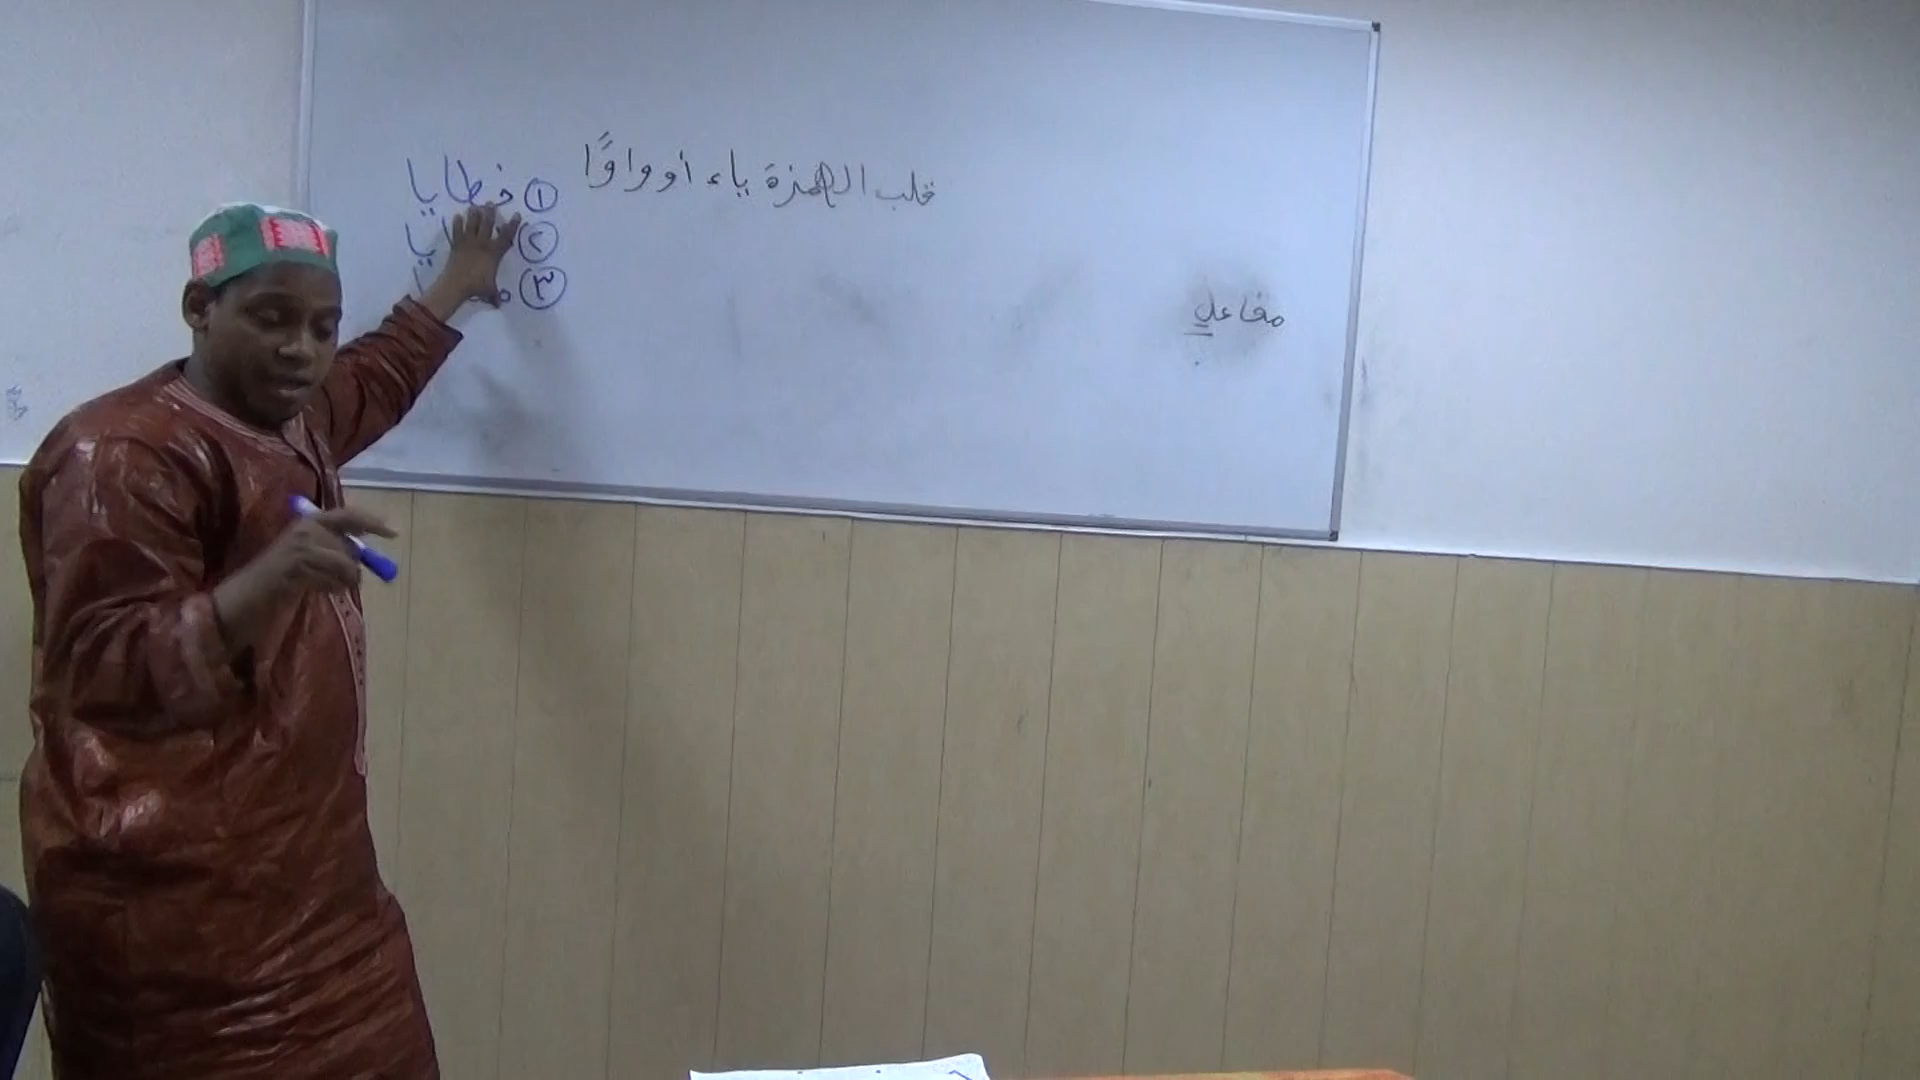 قلب الهمزة ياء أو واوًا
① خطايا
②
③
مفاعل